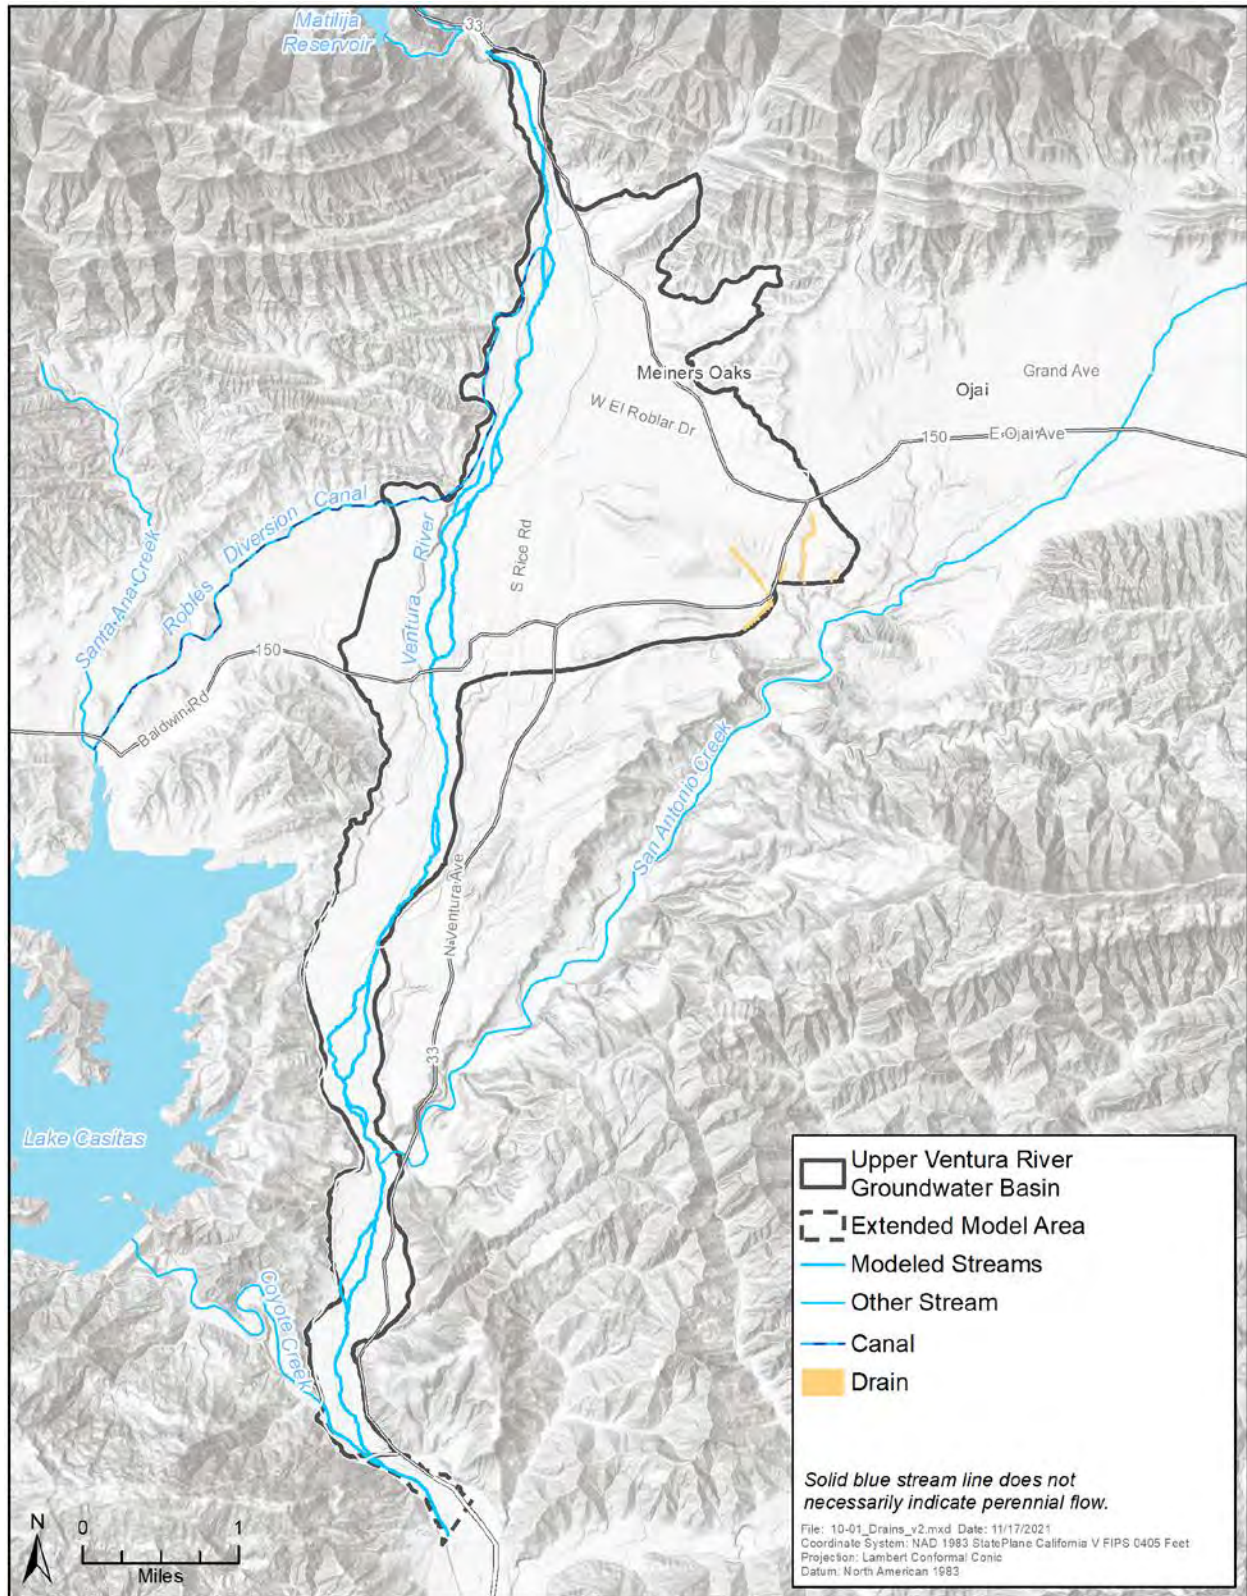 Matilija
Reservoir
33
Meiners Oaks
Ojai
Grand Ave
W El Roblar Dr
150
E Ojai Ave
Santa Ana Creek
Robles Diversion Canal
Ventura River
S Rice Rd
150
Baldwin Rd
San Antonio Creek
N Ventura Ave
33
Lake Casitas
Coyote Creek
Upper Ventura River
Groundwater Basin
Extended Model Area
Modeled Streams
Other Stream
Canal
Drain
Solid blue stream line does not
necessarily indicate perennial flow.
File: 10-01_Drains_v2.mxd Date: 11/17/2021
Coordinate System: NAD 1983 StatePlane California V FIPS 0405 Feet
Projection: Lambert Conformal Conic
Datum: North American 1983
N
0 1
Miles